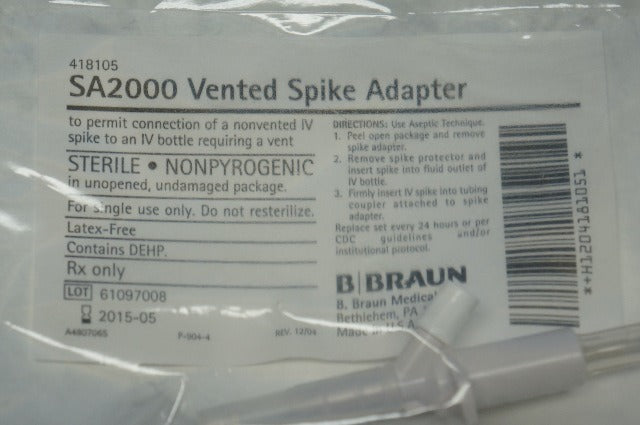 418105
SA2000 Vented Spike Adapter
to permit connection of a nonvented IV
spike to an IV bottle requiring a vent
STERILE • NONPYROGENIC
in unopened, undamaged package.
For single use only. Do not resterilize.
Latex-Free
Contains DEHP.
Rx only
LOT 61097008
2015-05
A4807065 P-904-4 REV. 12/04
DIRECTIONS: Use Aseptic Technique.
1. Peel open package and remove
spike adapter.
2. Remove spike protector and
insert spike into fluid outlet of
IV bottle.
3. Firmly insert IV spike into tubing
coupler attached to spike
adapter.
Replace set every 24 hours or per
CDC guidelines and/or
institutional protocol.
B|BRAUN
B. Braun Medical
Bethlehem, PA
Made in U.S.A.
*+H1204181051*